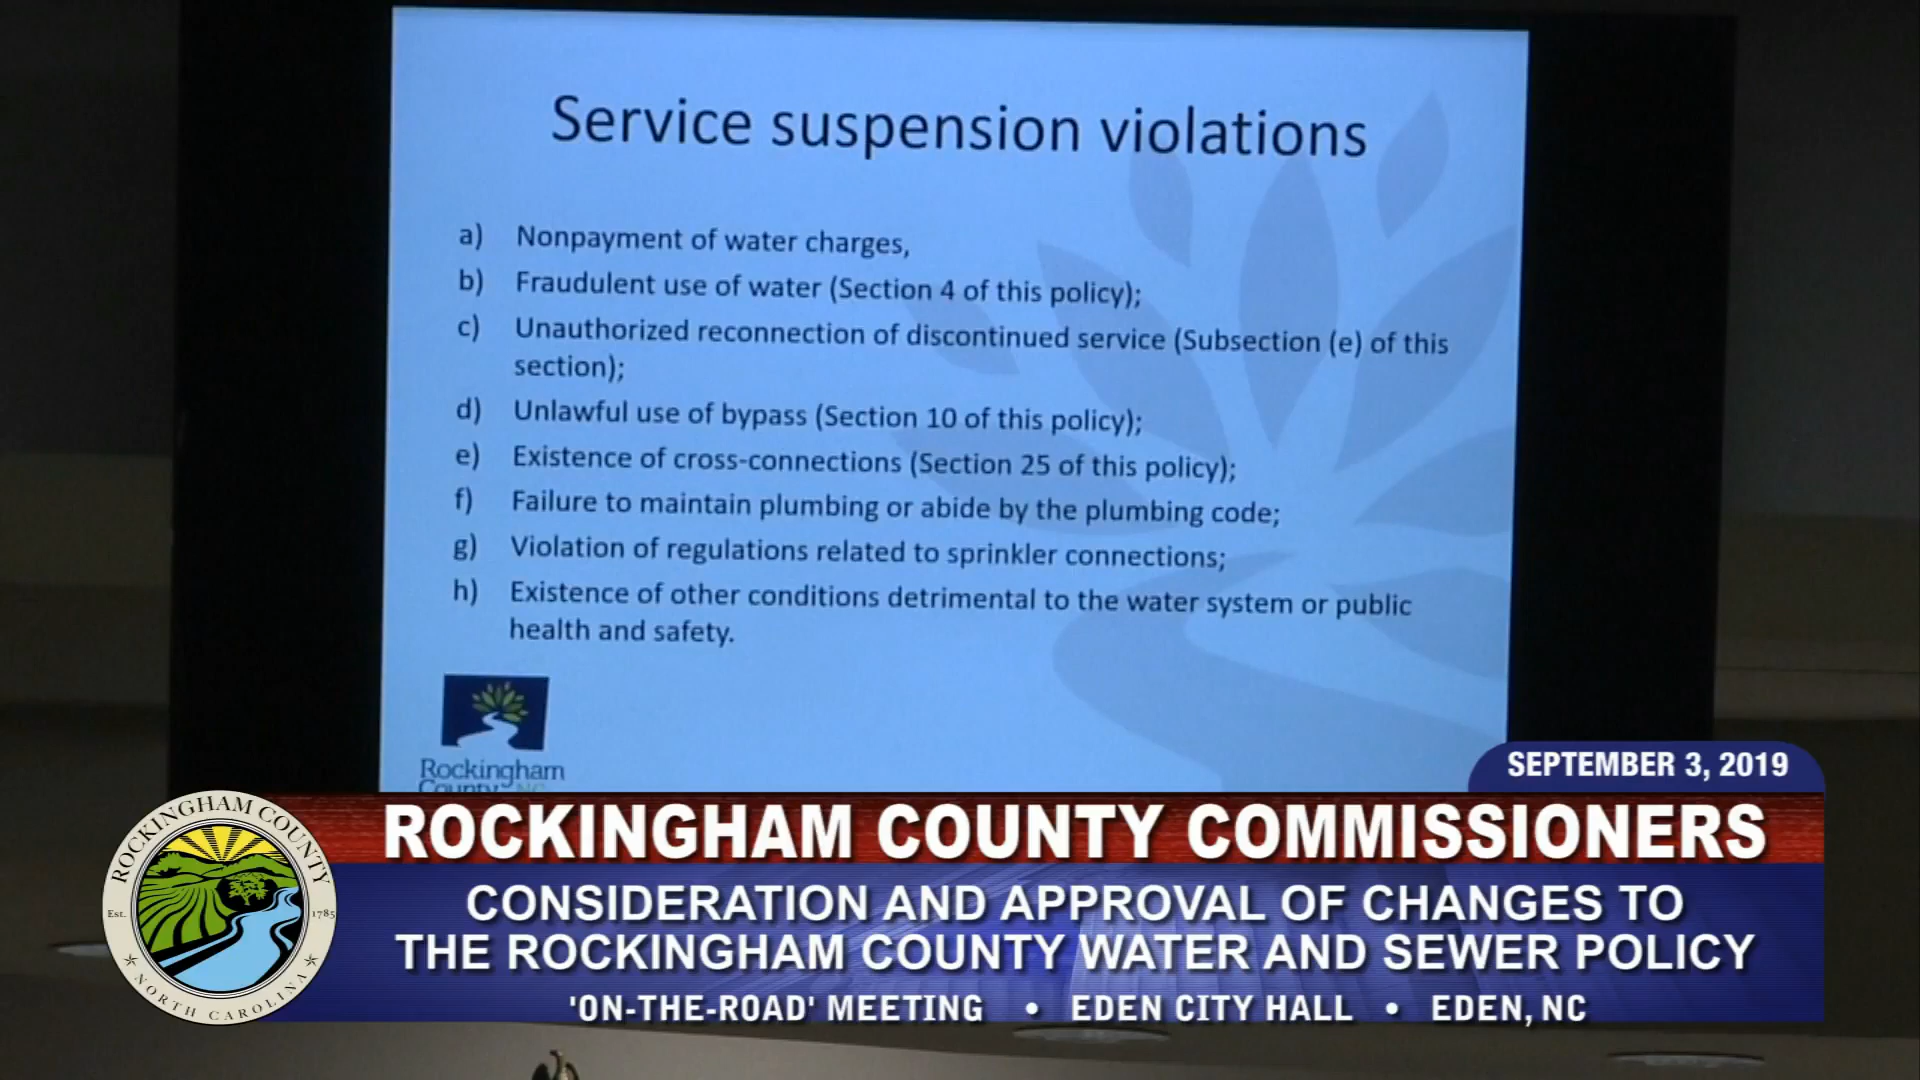 Service suspension violations
a) Nonpayment of water charges,
b) Fraudulent use of water (Section 4 of this policy);
c) Unauthorized reconnection of discontinued service (Subsection (e) of this
section);
d) Unlawful use of bypass (Section 10 of this policy);
e) Existence of cross-connections (Section 25 of this policy);
f) Failure to maintain plumbing or abide by the plumbing code;
g) Violation of regulations related to sprinkler connections;
h) Existence of other conditions detrimental to the water system or public
health and safety.
Rockingham
County NC
SEPTEMBER 3, 2019
ROCKINGHAM COUNTY
Est. 1785
NORTH CAROLINA
ROCKINGHAM COUNTY COMMISSIONERS
CONSIDERATION AND APPROVAL OF CHANGES TO
THE ROCKINGHAM COUNTY WATER AND SEWER POLICY
'ON-THE-ROAD' MEETING • EDEN CITY HALL • EDEN, NC